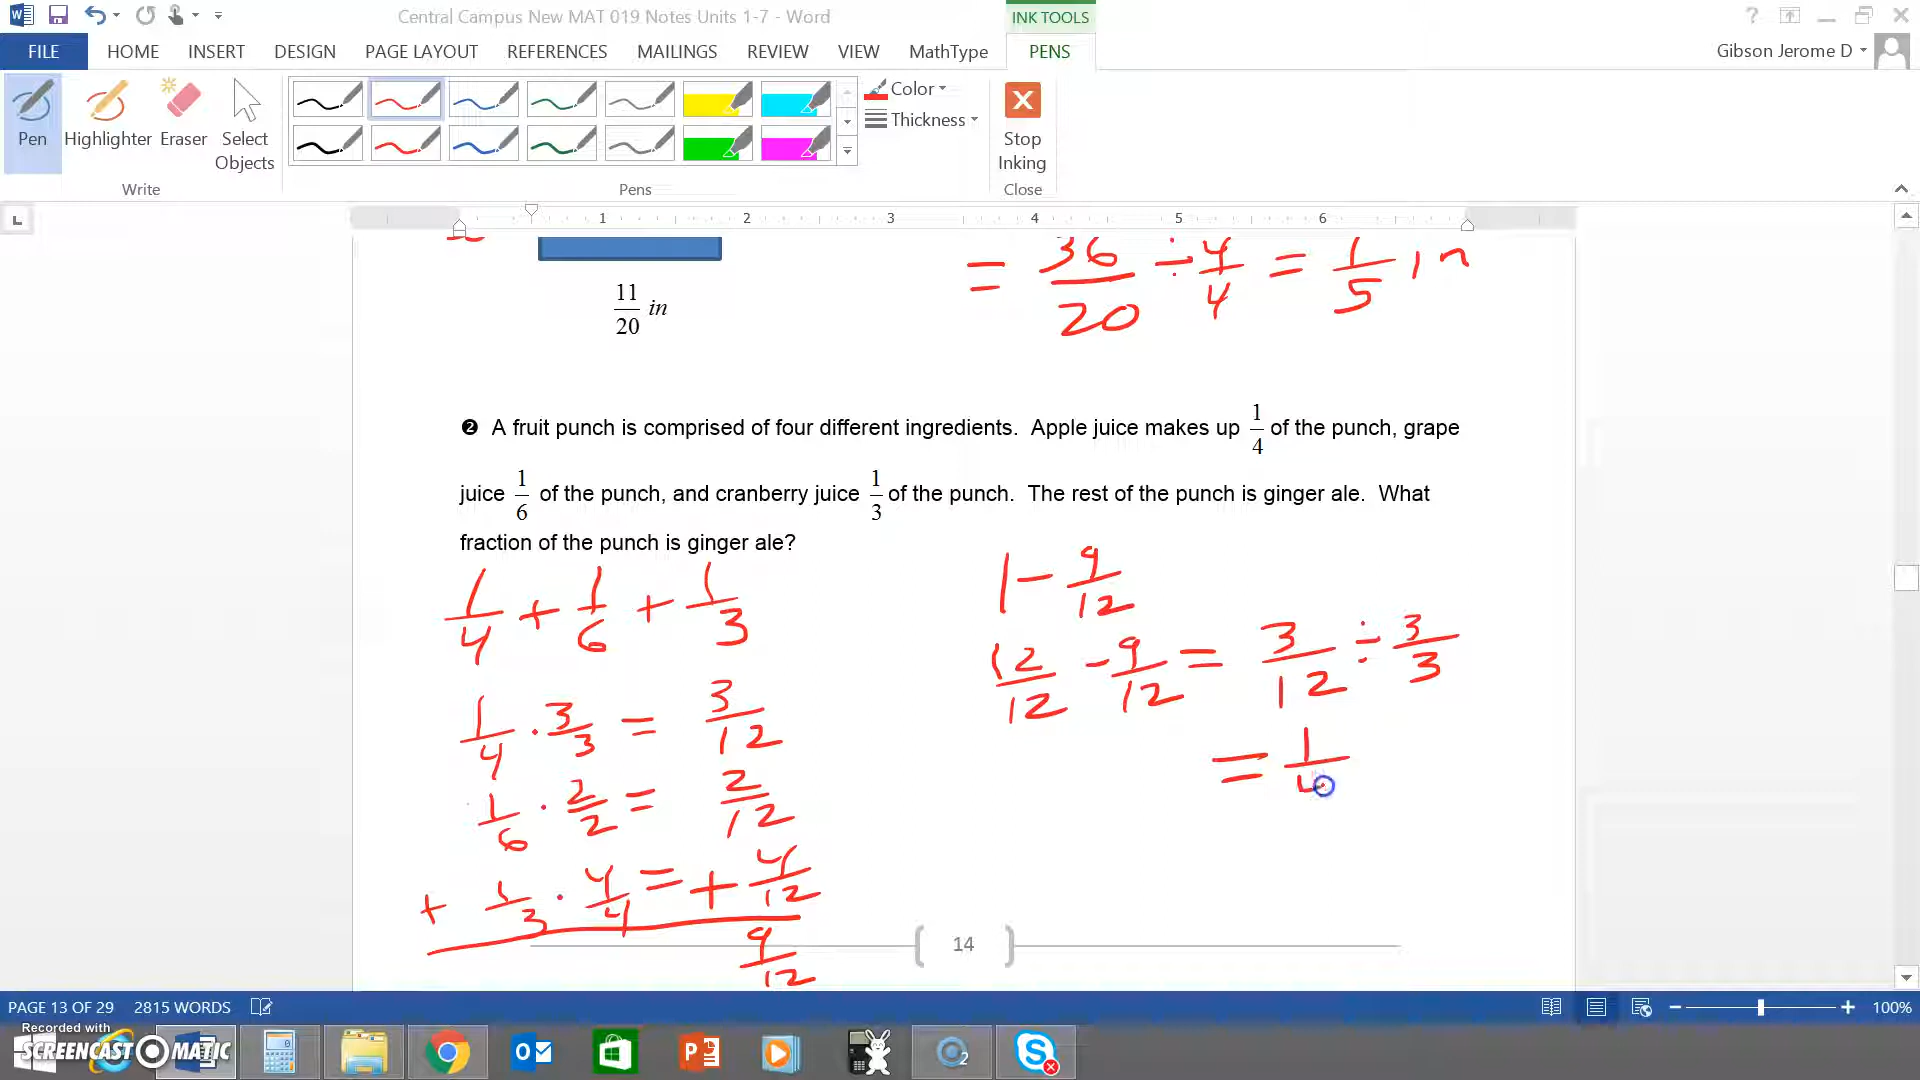 Central Campus New MAT 019 Notes Units 1-7 - Word
INK TOOLS
FILE HOME INSERT DESIGN PAGE LAYOUT REFERENCES MAILINGS REVIEW VIEW MathType PENS
Gibson Jerome D
Pen Highlighter Eraser Select Objects
Color
Thickness
Stop Inking
Write Pens Close
1 2 3 4 5 6
= 36/20 ÷ 4/4 = 1/5 in
11/20 in
❷ A fruit punch is comprised of four different ingredients. Apple juice makes up 1/4 of the punch, grape
juice 1/6 of the punch, and cranberry juice 1/3 of the punch. The rest of the punch is ginger ale. What
fraction of the punch is ginger ale?
1/4 + 1/6 + 1/3
1/4 · 3/3 = 3/12
1/6 · 2/2 = 2/12
+ 1/3 · 4/4 = + 4/12
9/12
1 - 9/12
12/12 - 9/12 = 3/12 ÷ 3/3
= 1/4
14
PAGE 13 OF 29 2815 WORDS
100%
Recorded with
SCREENCAST MATIC